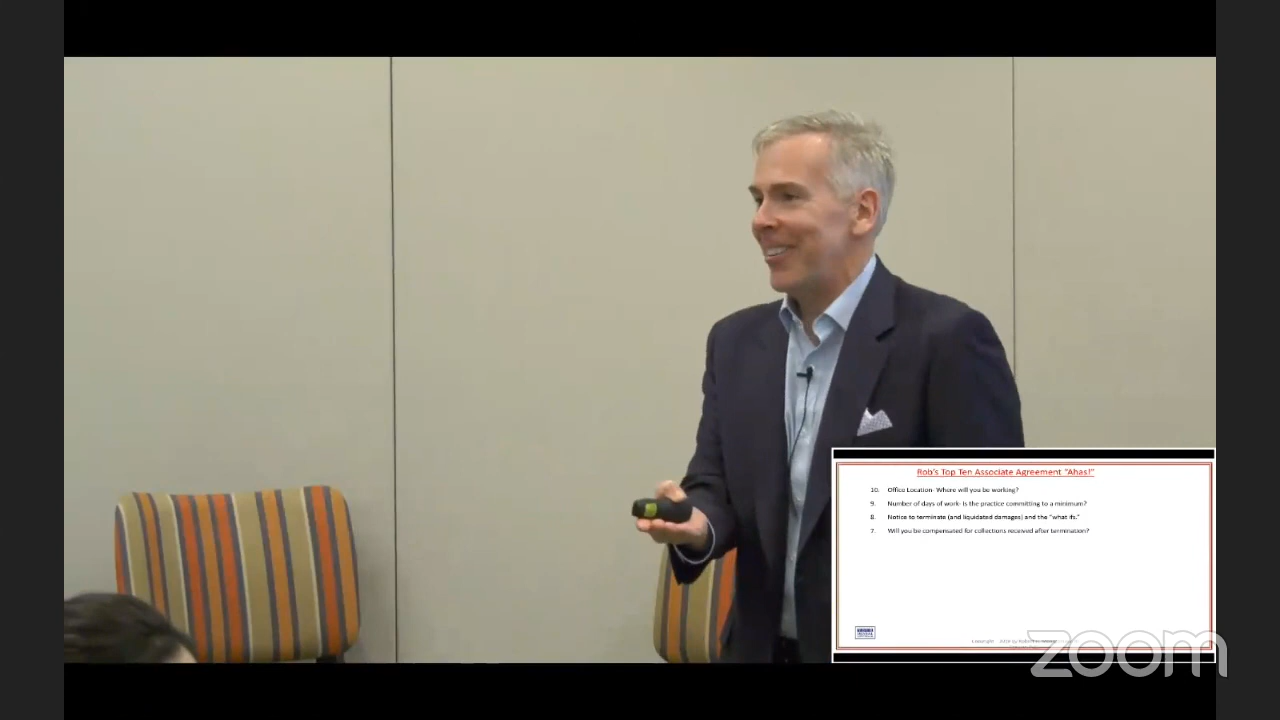 Rob's Top Ten Associate Agreement "Ahas!"
10. Office Location- Where will you be working?
9. Number of days of work- Is the practice committing to a minimum?
8. Notice to terminate (and liquidated damages) and the "what ifs."
7. Will you be compensated for collections received after termination?
Copyright
zoom